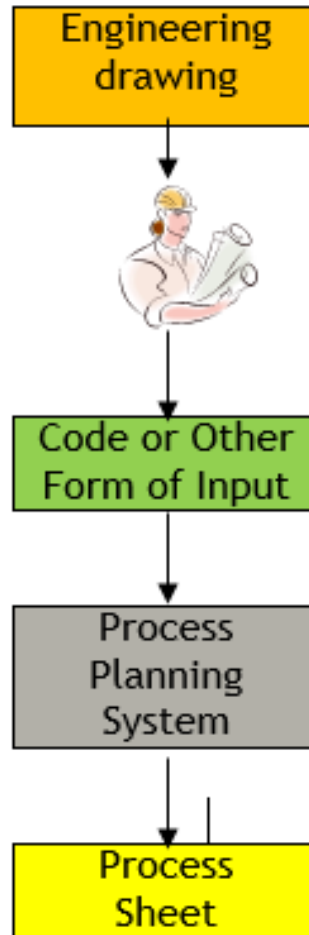 Engineering
drawing
Code or Other
Form of Input
Process
Planning
System
Process
Sheet